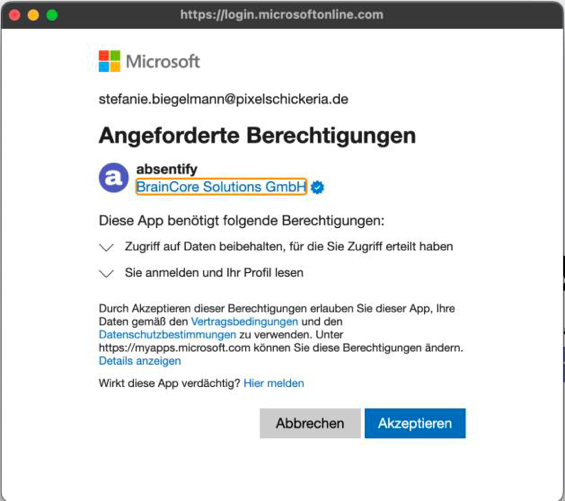 https://login.microsoftonline.com
Microsoft
stefanie.biegelmann@pixelschickeria.de
Angeforderte Berechtigungen
a
absentify
BrainCore Solutions GmbH
Diese App benötigt folgende Berechtigungen:
Zugriff auf Daten beibehalten, für die Sie Zugriff erteilt haben
Sie anmelden und Ihr Profil lesen
Durch Akzeptieren dieser Berechtigungen erlauben Sie dieser App, Ihre
Daten gemäß den Vertragsbedingungen und den
Datenschutzbestimmungen zu verwenden. Unter
https://myapps.microsoft.com können Sie diese Berechtigungen ändern.
Details anzeigen
Wirkt diese App verdächtig? Hier melden
Abbrechen
Akzeptieren